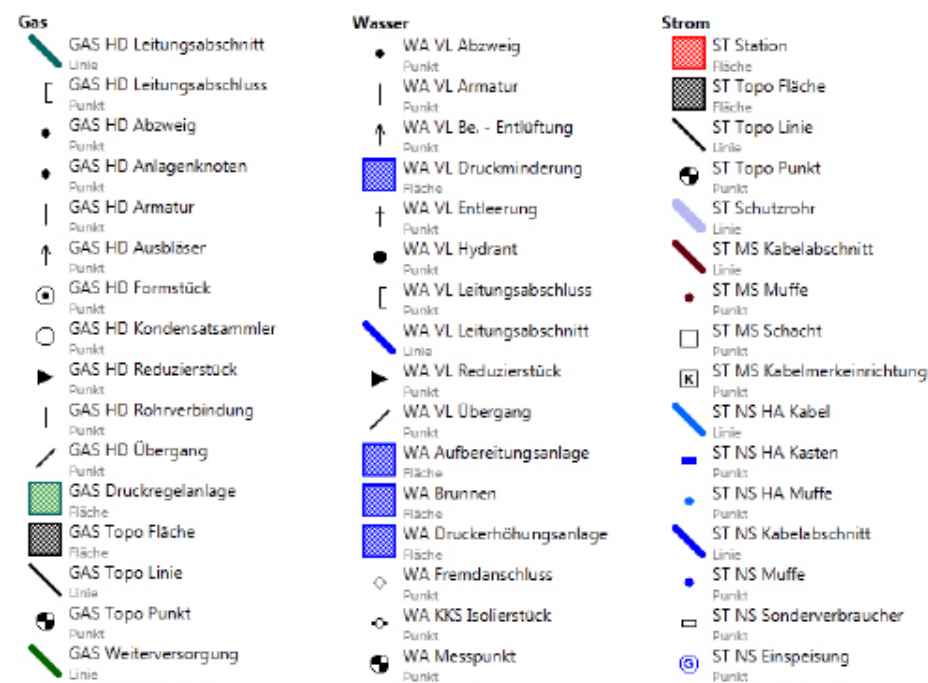 Gas
GAS HD Leitungsabschnitt
Linie
GAS HD Leitungsabschluss
Punkt
GAS HD Abzweig
Punkt
GAS HD Anlagenknoten
Punkt
GAS HD Armatur
Punkt
GAS HD Ausbläser
Punkt
GAS HD Formstück
Punkt
GAS HD Kondensatsammler
Punkt
GAS HD Reduzierstück
Punkt
GAS HD Rohrverbindung
Punkt
GAS HD Übergang
Punkt
GAS Druckregelanlage
Fläche
GAS Topo Fläche
Fläche
GAS Topo Linie
Linie
GAS Topo Punkt
Punkt
GAS Weiterversorgung
Linie
Wasser
WA VL Abzweig
Punkt
WA VL Armatur
Punkt
WA VL Be. - Entlüftung
Punkt
WA VL Druckminderung
Fläche
WA VL Entleerung
Punkt
WA VL Hydrant
Punkt
WA VL Leitungsabschluss
Punkt
WA VL Leitungsabschnitt
Linie
WA VL Reduzierstück
Punkt
WA VL Übergang
Punkt
WA Aufbereitungsanlage
Fläche
WA Brunnen
Fläche
WA Druckerhöhungsanlage
Fläche
WA Fremdanschluss
Punkt
WA KKS Isolierstück
Punkt
WA Messpunkt
Punkt
Strom
ST Station
Fläche
ST Topo Fläche
Fläche
ST Topo Linie
Linie
ST Topo Punkt
Punkt
ST Schutzrohr
Linie
ST MS Kabelabschnitt
Linie
ST MS Muffe
Punkt
ST MS Schacht
Punkt
K
ST MS Kabelmerkeinrichtung
Punkt
ST NS HA Kabel
Linie
ST NS HA Kasten
Punkt
ST NS HA Muffe
Punkt
ST NS Kabelabschnitt
Linie
ST NS Muffe
Punkt
ST NS Sonderverbraucher
Punkt
G
ST NS Einspeisung
Punkt